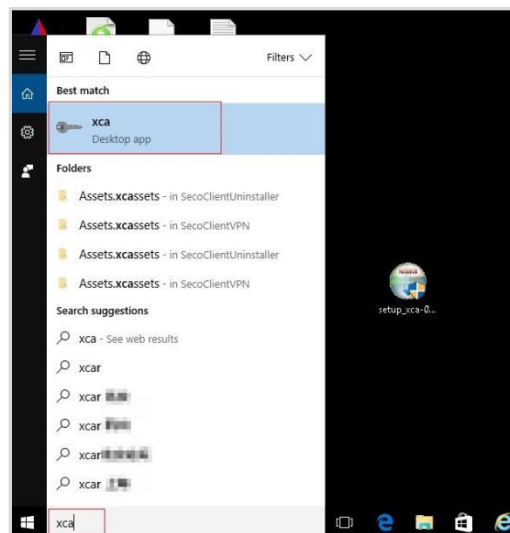 Filters
Best match
xca
Desktop app
Folders
Assets.xcassets - in SecoClientUninstaller
Assets.xcassets - in SecoClientVPN
Assets.xcassets - in SecoClientUninstaller
Assets.xcassets - in SecoClientVPN
setup_xca-0...
Search suggestions
xca - See web results
xcar
xcar
xcar
xcar
xcar
xca